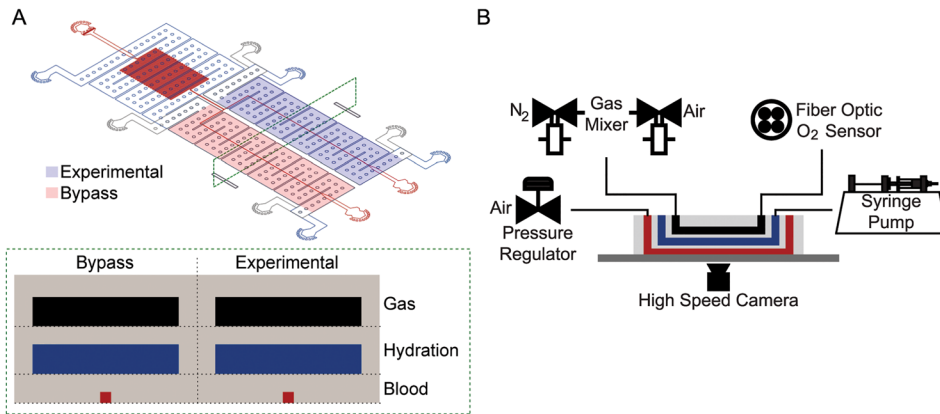 A
Experimental
Bypass
Bypass
Experimental
Gas
Hydration
Blood
B
N2
Gas
Mixer
Air
Fiber Optic
O2 Sensor
Air
Pressure
Regulator
Syringe
Pump
High Speed Camera